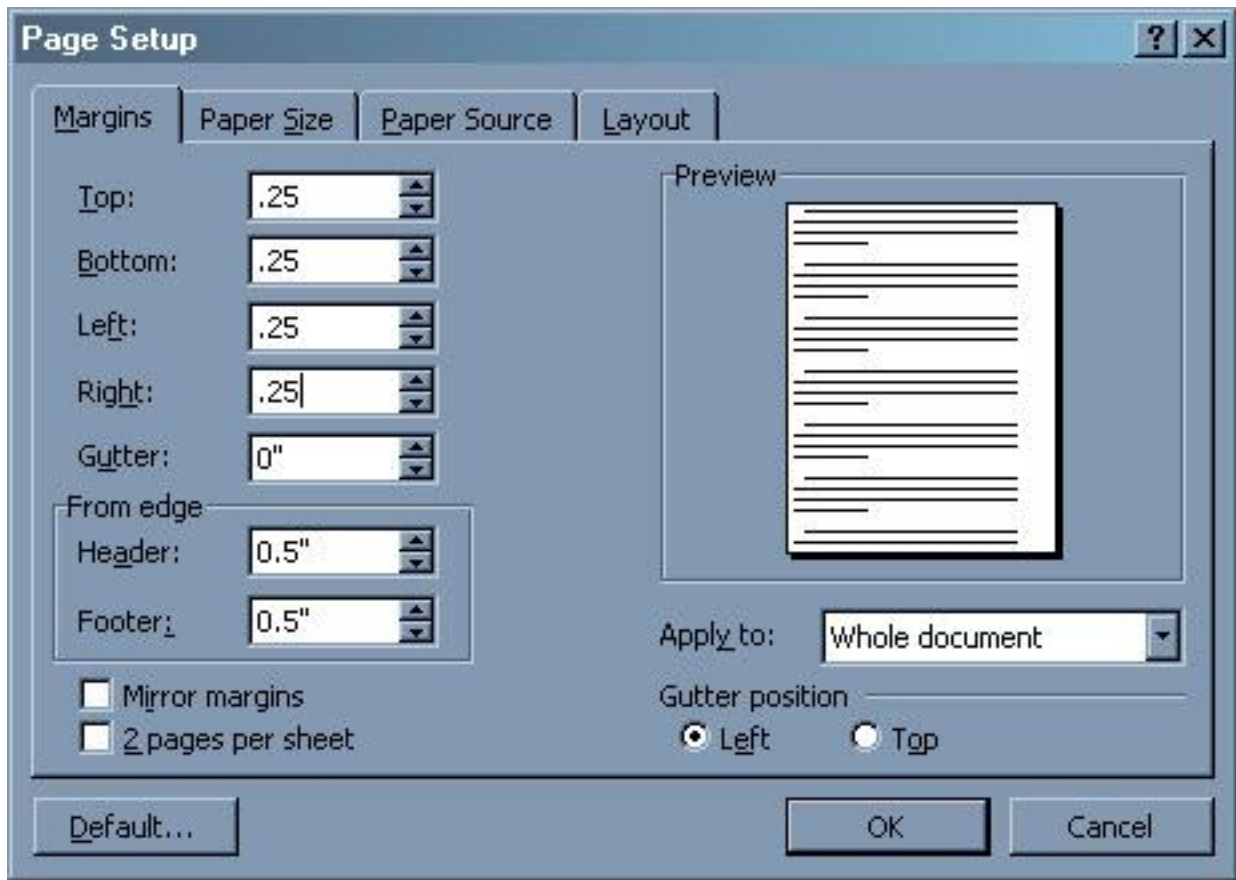 Page Setup
Margins Paper Size Paper Source Layout
Top: .25
Bottom: .25
Left: .25
Right: .25
Gutter: 0"
From edge
Header: 0.5"
Footer: 0.5"
Mirror margins
2 pages per sheet
Preview
Apply to: Whole document
Gutter position
Left Top
Default... OK Cancel